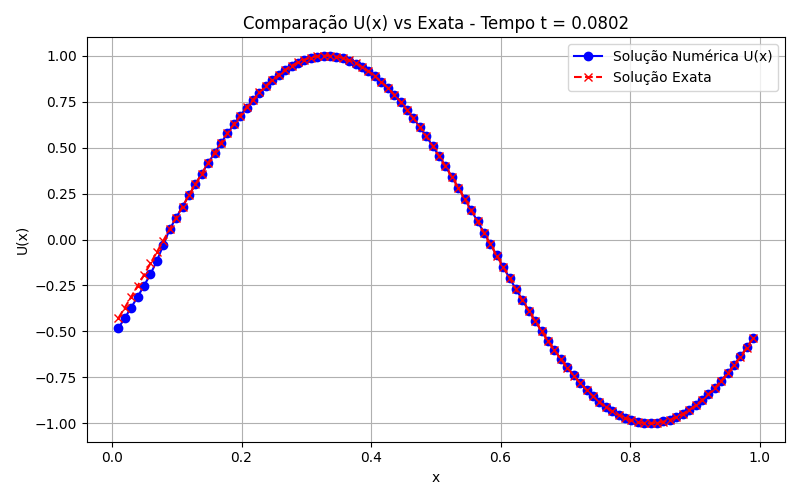 Comparação U(x) vs Exata - Tempo t = 0.0802
Solução Numérica U(x)
Solução Exata
U(x)
1.00
0.75
0.50
0.25
0.00
−0.25
−0.50
−0.75
−1.00
0.0 0.2 0.4 0.6 0.8 1.0
x